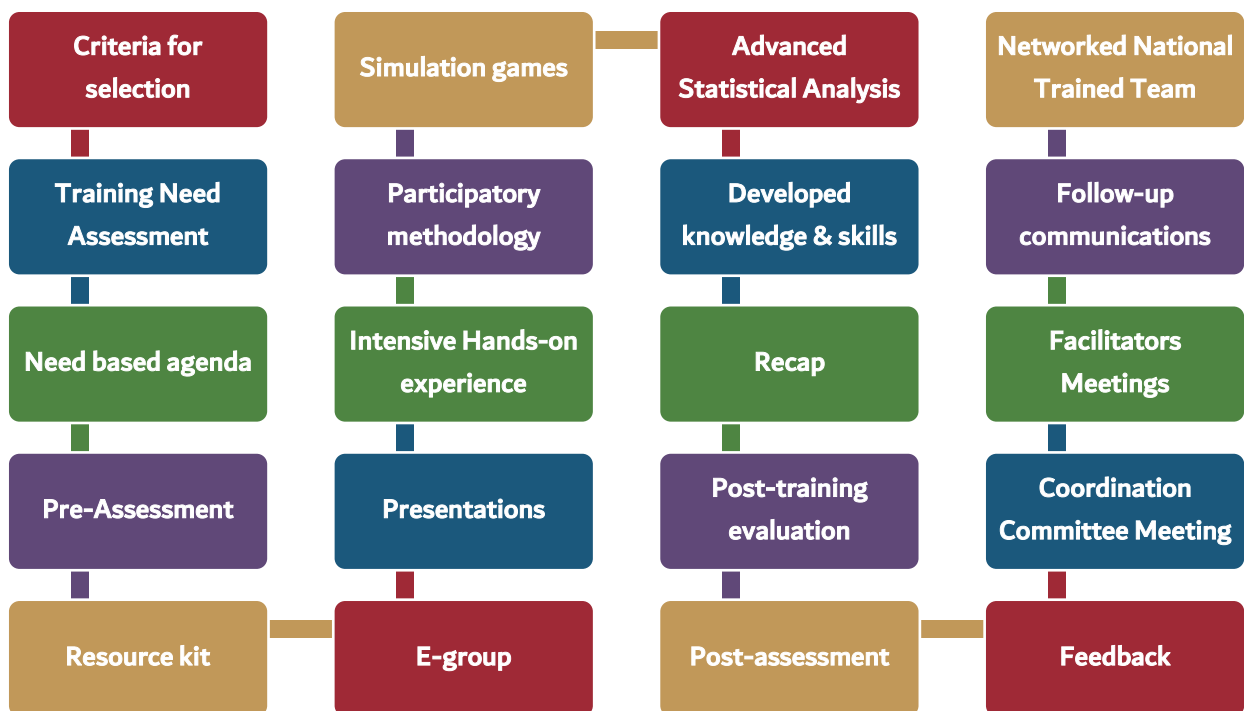 Criteria for
selection
Training Need
Assessment
Need based agenda
Pre-Assessment
Resource kit
E-group
Presentations
Intensive Hands-on
experience
Participatory
methodology
Simulation games
Advanced
Statistical Analysis
Developed
knowledge & skills
Recap
Post-training
evaluation
Post-assessment
Feedback
Coordination
Committee Meeting
Facilitators
Meetings
Follow-up
communications
Networked National
Trained Team